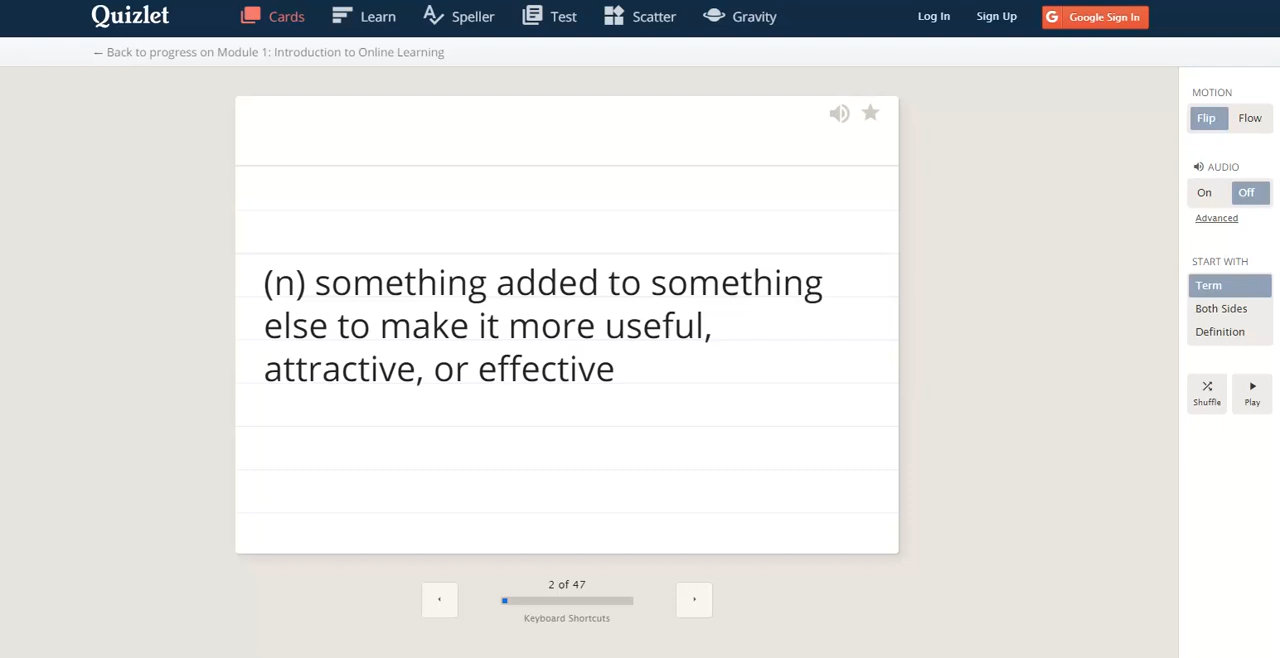 Quizlet
Cards
Learn
Speller
Test
Scatter
Gravity
Log In
Sign Up
G Google Sign In
← Back to progress on Module 1: Introduction to Online Learning
(n) something added to something
else to make it more useful,
attractive, or effective
2 of 47
Keyboard Shortcuts
MOTION
Flip
Flow
AUDIO
On
Off
Advanced
START WITH
Term
Both Sides
Definition
Shuffle
Play